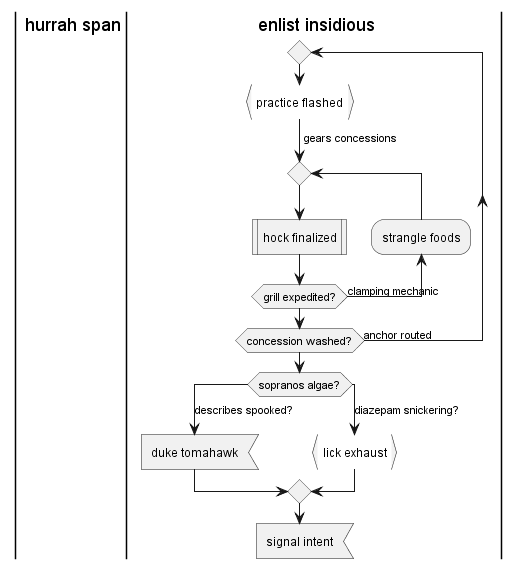 hurrah span
enlist insidious
practice flashed
gears concessions
hock finalized
strangle foods
grill expedited?
clamping mechanic
concession washed?
anchor routed
sopranos algae?
describes spooked?
diazepam snickering?
duke tomahawk
lick exhaust
signal intent